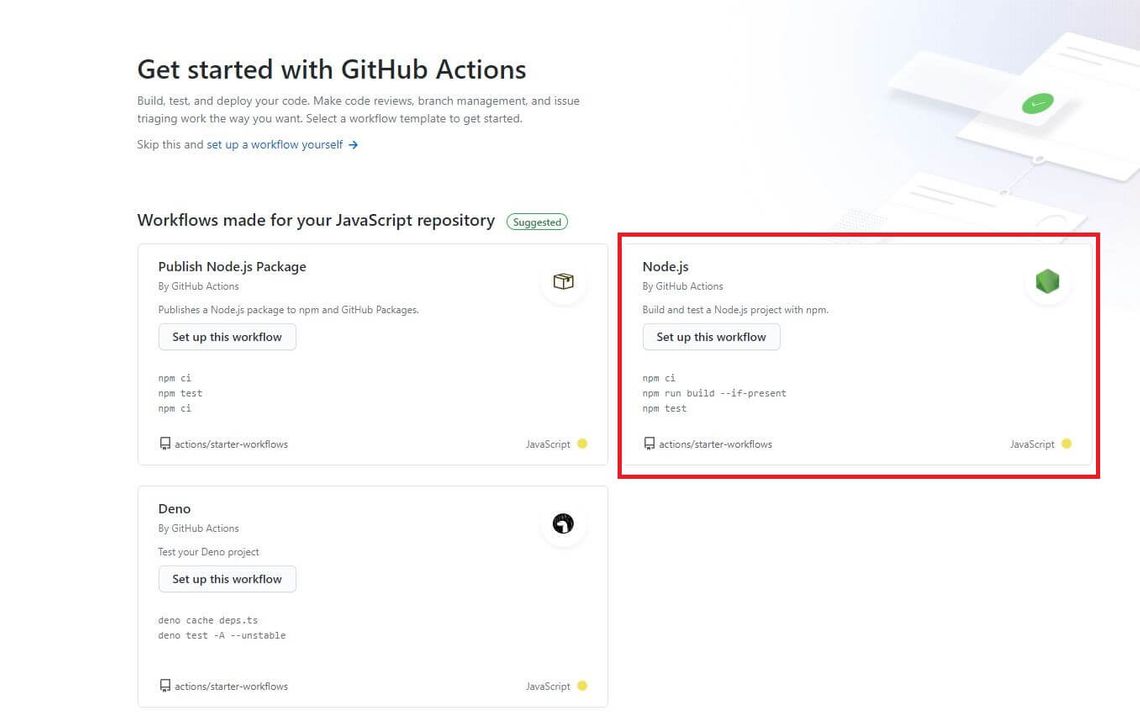 Get started with GitHub Actions
Build, test, and deploy your code. Make code reviews, branch management, and issue
triaging work the way you want. Select a workflow template to get started.
Skip this and set up a workflow yourself →
Workflows made for your JavaScript repository Suggested
Publish Node.js Package
By GitHub Actions
Publishes a Node.js package to npm and GitHub Packages.
Set up this workflow
npm ci
npm test
npm ci
actions/starter-workflows JavaScript
Node.js
By GitHub Actions
Build and test a Node.js project with npm.
Set up this workflow
npm ci
npm run build --if-present
npm test
actions/starter-workflows JavaScript
Deno
By GitHub Actions
Test your Deno project
Set up this workflow
deno cache deps.ts
deno test -A --unstable
actions/starter-workflows JavaScript